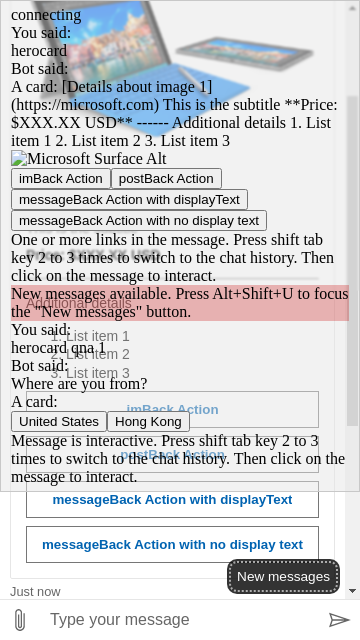 connecting
You said:
herocard
Bot said:
A card: [Details about image 1]
(https://microsoft.com) This is the subtitle **Price:
$XXX.XX USD** ------ Additional details 1. List
item 1 2. List item 2 3. List item 3
Microsoft Surface Alt
imBack Action postBack Action
messageBack Action with displayText
messageBack Action with no display text
One or more links in the message. Press shift tab
key 2 to 3 times to switch to the chat history. Then
click on the message to interact.
New messages available. Press Alt+Shift+U to focus
the "New messages" button.
Additional details
You said:
1. List item 1
herocard qna 1
2. List item 2
Bot said:
3. List item 3
Where are you from?
A card:
imBack Action
United States Hong Kong
Message is interactive. Press shift tab key 2 to 3
postBack Action
times to switch to the chat history. Then click on the
message to interact.
messageBack Action with displayText
messageBack Action with no display text
New messages
Just now
Type your message